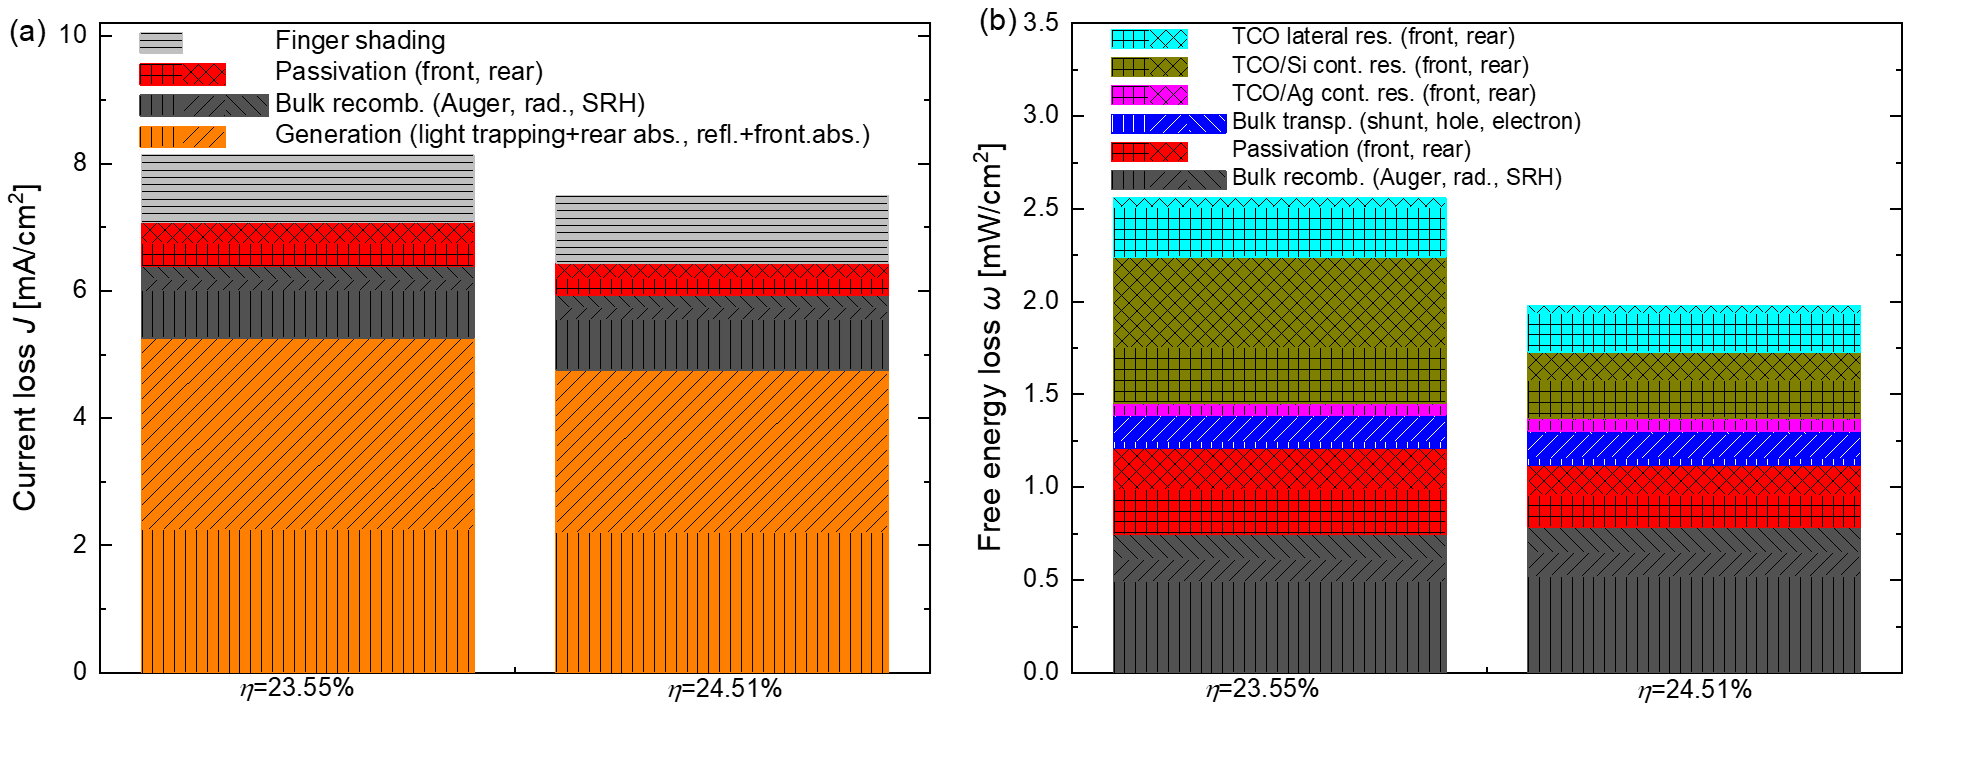 (a)
10
8
6
4
2
0
Current loss J [mA/cm²]
Finger shading
Passivation (front, rear)
Bulk recomb. (Auger, rad., SRH)
Generation (light trapping+rear abs., refl.+front.abs.)
η=23.55%
η=24.51%
(b)
3.5
3.0
2.5
2.0
1.5
1.0
0.5
0.0
Free energy loss ω [mW/cm²]
TCO lateral res. (front, rear)
TCO/Si cont. res. (front, rear)
TCO/Ag cont. res. (front, rear)
Bulk transp. (shunt, hole, electron)
Passivation (front, rear)
Bulk recomb. (Auger, rad., SRH)
η=23.55%
η=24.51%